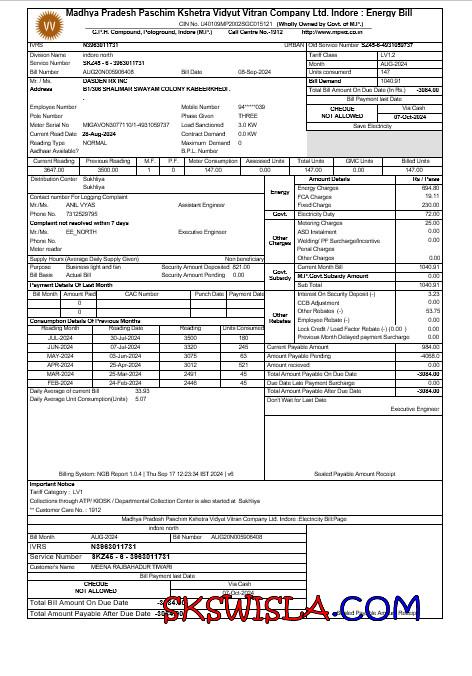 Madhya Pradesh Paschim Kshetra Vidyut Vitran Company Ltd. Indore : Energy Bill
CIN No. U40109MP2002SGC015121 (Wholly Owned by Govt. of M.P.)
G.P.H. Compound, Pologround, Indore (M.P.) Call Centre No.-1912 http://www.mpwz.co.in
IVRS N3963011731 URBAN Old Service Number SZ46-6-4931059737
Division Name indore north Tariff Class LV1.2
Service Number SKZ46 - 6 - 3963011731 Month AUG-2024
Bill Number AUG20N005906408 Bill Date 08-Sep-2024 Units consumed 147
Mr. / Ms. DASDEN RX INC Bill Demand 1040.91
Address B1/306 SHALIMAR SWAYAM COLONY KABEERKHEDI . Total Bill Amount On Due Date (In Rs.) -3084.00
.
Bill Payment last Date
Employee Number Mobile Number 94****039 CHEQUE NOT ALLOWED Via Cash
Pole Number Phase Given THREE 07-Oct-2024
Meter Serial No MIGAVON3077110/1-4931059737 Load Sanctioned 3.0 KW Save Electricity
Current Read Date 28-Aug-2024 Contract Demand 0.0 KW
Reading Type NORMAL Maximum Demand 0
Aadhaar Available? B.P.L. Number
Current Reading Previous Reading M.F. P.F. Meter Consumption Assessed Units Total Units GMC Units Billed Units
3647.00 3500.00 1 0 147.00 0.00 147.00 0.00 147.00
Distribution Center Sukhliya
Sukhliya
Contact number For Logging Complaint
Mr./Ms. ANIL VYAS Assistant Engineer
Phone No. 7312529795
Complaint not resolved within 7 days
Mr./Ms. EE_NORTH Executive Engineer
Phone No.
Meter reader
Supply Hours (Average Daily Supply Given) Non beneficiary
Purpose Business light and fan Security Amount Deposited 821.00
Bill Basis Actual Bill Security Amount Pending 0.00
Payment Details Of Last Month
Bill Month Amount Paid CAC Number Punch Date Payment Date
0
0
Consumption Details Of Previous Months
Reading Month Reading Date Reading Units Consumed
JUL-2024 30-Jul-2024 3500 180
JUN-2024 07-Jul-2024 3320 245
MAY-2024 03-Jun-2024 3075 63
APR-2024 25-Apr-2024 3012 521
MAR-2024 25-Mar-2024 2491 45
FEB-2024 24-Feb-2024 2446 45
Daily Average of current Bill 33.93
Daily Average Unit Consumption(Units) 5.07
Amount Details Rs / Paise
Energy
Energy Charges 694.80
FCA Charges 19.11
Fixed Charge 230.00
Govt. Electricity Duty 72.00
Other Charges
Metering Charges 25.00
ASD Instalment 0.00
Welding/ PF Surcharge/Incentive 0.00
Penal Charges
Other Charges 0.00
Govt. Subsidy
Current Month Bill 1040.91
M.P.Govt.Subsidy Amount 0.00
Sub Total 1040.91
Other Rebates
Interest On Security Deposit (-) 3.23
CCB Adjustment 0.00
Other Rebates (-) 53.75
Employee Rebate (-) 0.00
Lock Credit / Load Factor Rebate (-) (0.00 ) 0.00
Previous Month Delayed payment Surcharge 0.00
Current Payable Amount 984.00
Amount Payable Pending -4068.0
Amount recieved 0.00
Total Amount Payable On Due Date -3084.00
Due Date Late Payment Surcharge 0.00
Total Amount Payable After Due Date -3084.00
Don't Wait for Last Date
Executive Engineer
Billing System: NGB Report 1.0.4 | Thu Sep 17 12:23:34 IST 2024 | v6 Sealed Payable Amount Receipt
Important Notice
Tariff Category : LV1
Collections through ATP/ KIOSK / Departmental Collection Center is also started at Sukhliya
** Customer Care No. : 1912
Madhya Pradesh Paschim Kshetra Vidyut Vitran Company Ltd. Indore :Electricity Bill:Page
indore north
Bill Month AUG-2024 Bill Number AUG20N005906408
IVRS N3963011731
Service Number SKZ46 - 6 - 3963011731
Customer's Name MEENA RAJBAHADUR TIWARI
Bill Payment last Date
CHEQUE NOT ALLOWED Via Cash
07-Oct-2024
Total Bill Amount On Due Date -3084.00
Total Amount Payable After Due Date -3084.00 Sealed Payable Amount Receipt
SKSWISLA.COM